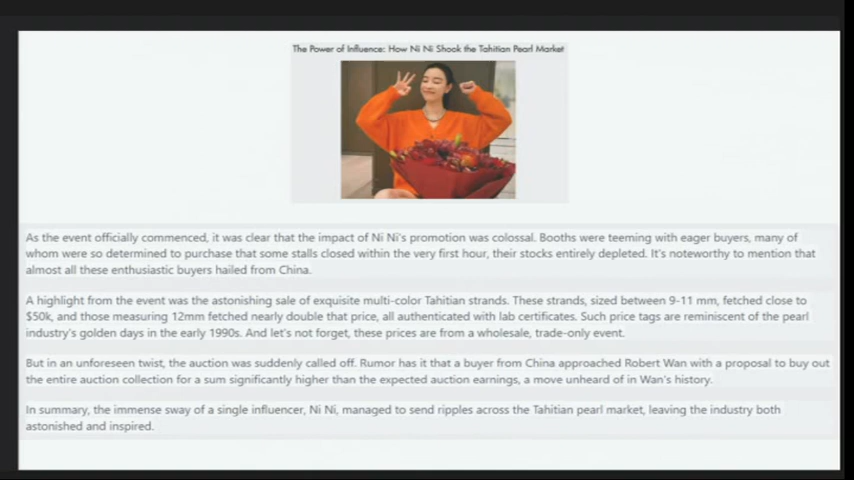 The Power of Influence: How Ni Ni Shook the Tahitian Pearl Market
As the event officially commenced, it was clear that the impact of Ni Ni's promotion was colossal. Booths were teeming with eager buyers, many of
whom were so determined to purchase that some stalls closed within the very first hour, their stocks entirely depleted. It's noteworthy to mention that
almost all these enthusiastic buyers hailed from China.
A highlight from the event was the astonishing sale of exquisite multi-color Tahitian strands. These strands, sized between 9-11 mm, fetched close to
$50k, and those measuring 12mm fetched nearly double that price, all authenticated with lab certificates. Such price tags are reminiscent of the pearl
industry's golden days in the early 1990s. And let's not forget, these prices are from a wholesale, trade-only event.
But in an unforeseen twist, the auction was suddenly called off. Rumor has it that a buyer from China approached Robert Wan with a proposal to buy out
the entire auction collection for a sum significantly higher than the expected auction earnings, a move unheard of in Wan's history.
In summary, the immense sway of a single influencer, Ni Ni, managed to send ripples across the Tahitian pearl market, leaving the industry both
astonished and inspired.